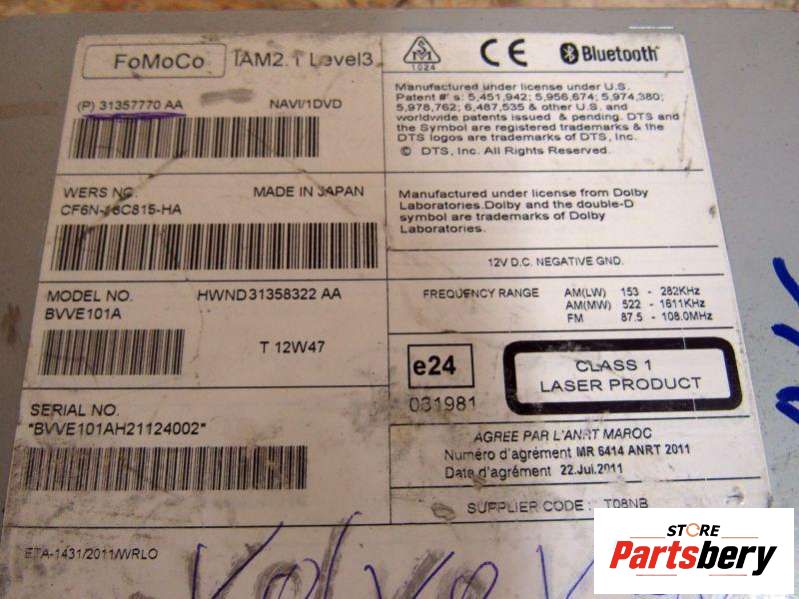 FoMoCo IAM2.1 Level3
(P) 31357770 AA NAVI/1DVD
WERS NO. MADE IN JAPAN
CF6N-18C815-HA
MODEL NO. HWND31358322 AA
BVVE101A
T 12W47
SERIAL NO.
"BVVE101AH21124002"
ETA-1431/2011/WRLO
1024
CE
Bluetooth®
Manufactured under license under U.S.
Patent #'s: 5,451,942; 5,956,674; 5,974,380;
5,978,762; 6,487,535 & other U.S. and
worldwide patents issued & pending. DTS and
the Symbol are registered trademarks & the
DTS logos are trademarks of DTS, Inc.
© DTS, Inc. All Rights Reserved.
Manufactured under license from Dolby
Laboratories.Dolby and the double-D
symbol are trademarks of Dolby
Laboratories.
12V D.C. NEGATIVE GND.
FREQUENCY RANGE AM(LW) 153 - 282KHz
AM(MW) 522 - 1611KHz
FM 87.5 - 108.0MHz
e24
031981
CLASS 1
LASER PRODUCT
AGREE PAR L'ANRT MAROC
Numéro d'agrément MR 6414 ANRT 2011
Date d'agrément 22.Jul.2011
SUPPLIER CODE : T08NB
Volvo V
STORE
Partsbery